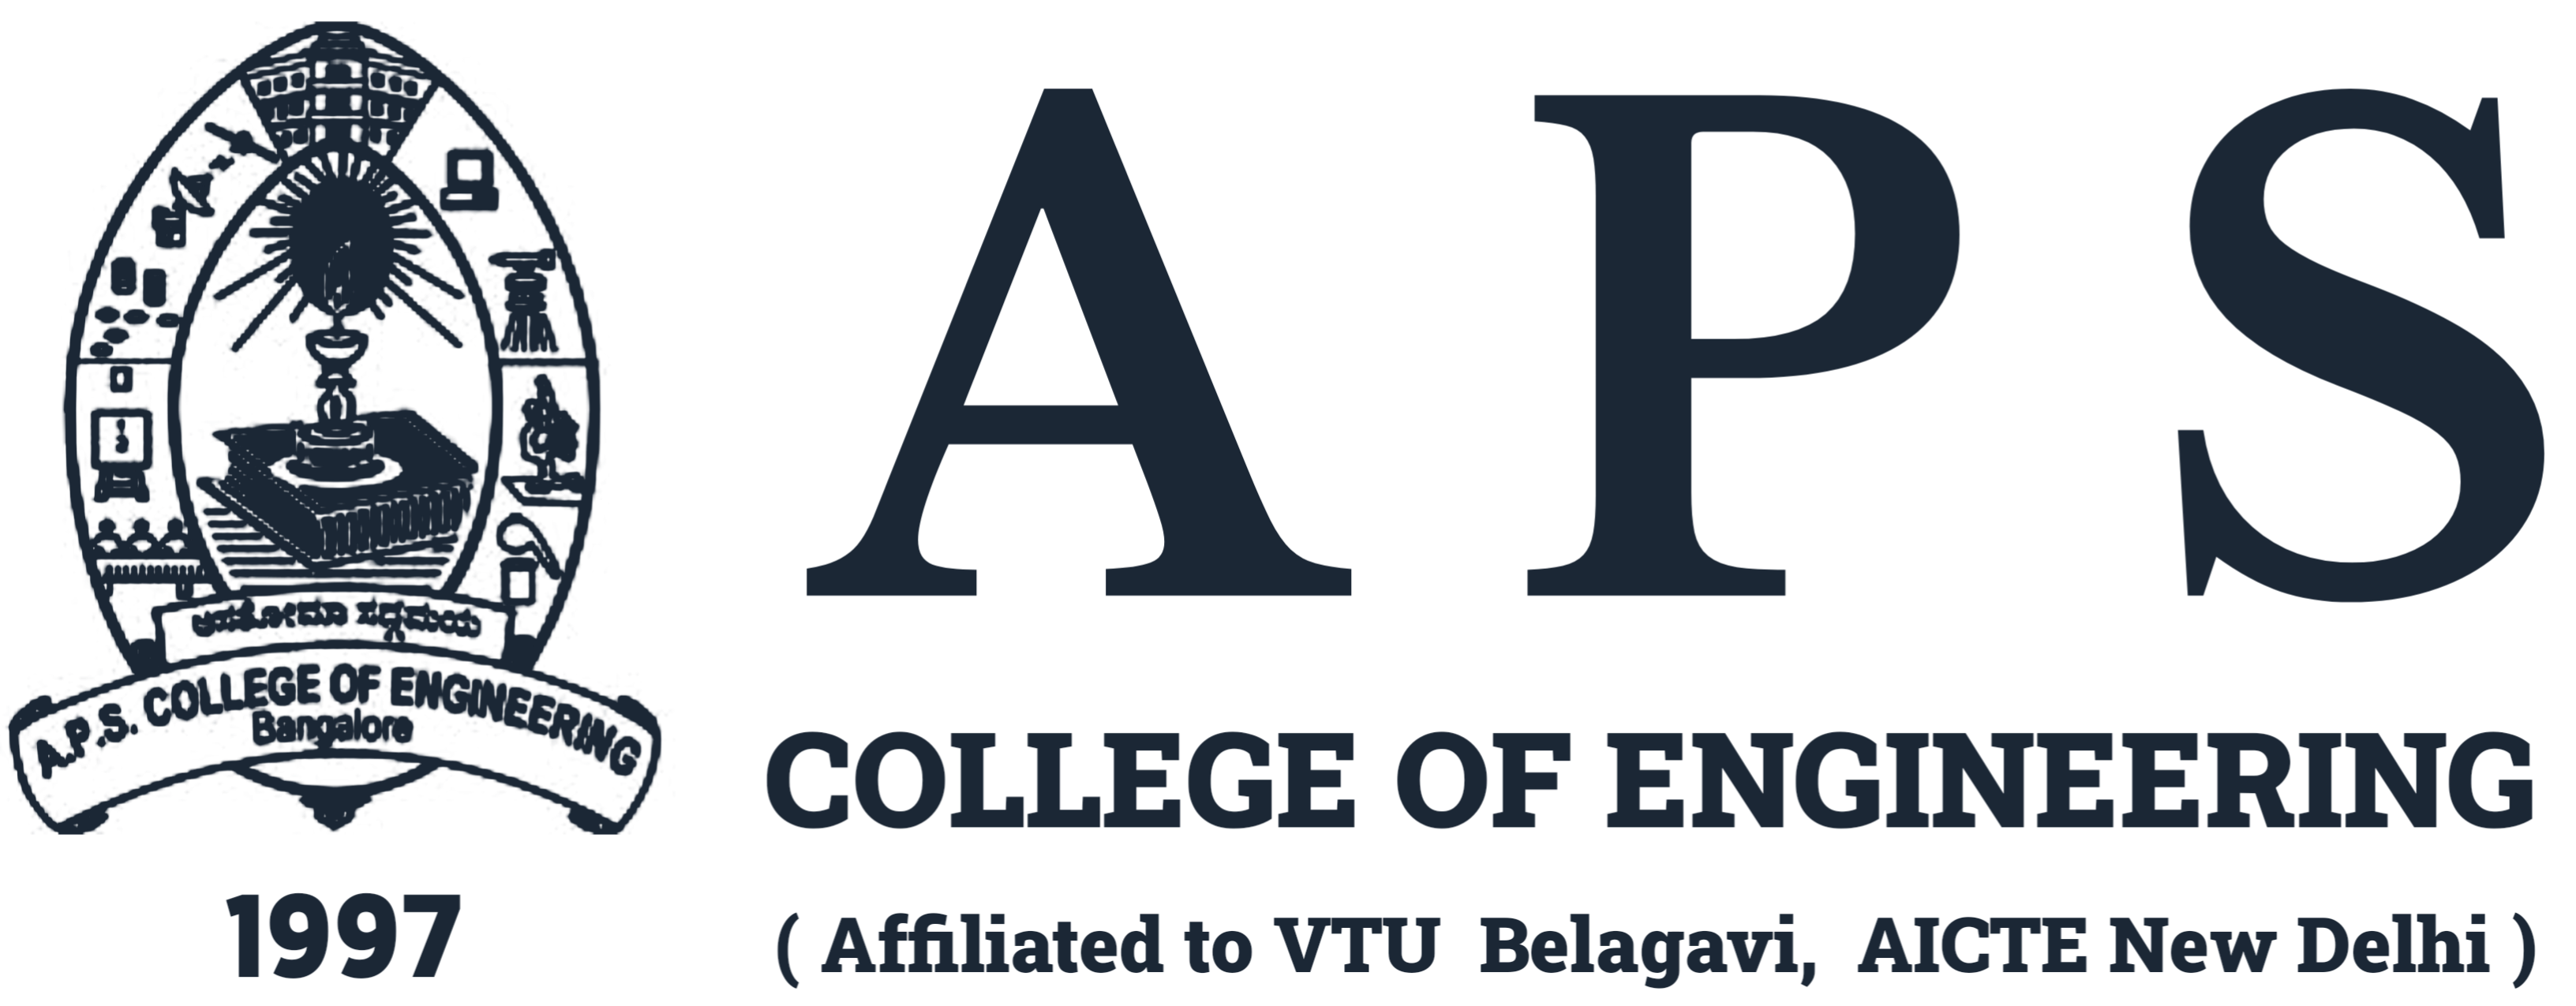 A.P.S. COLLEGE OF ENGINEERING
Bangalore
1997
A P S
COLLEGE OF ENGINEERING
( Affiliated to VTU Belagavi, AICTE New Delhi )